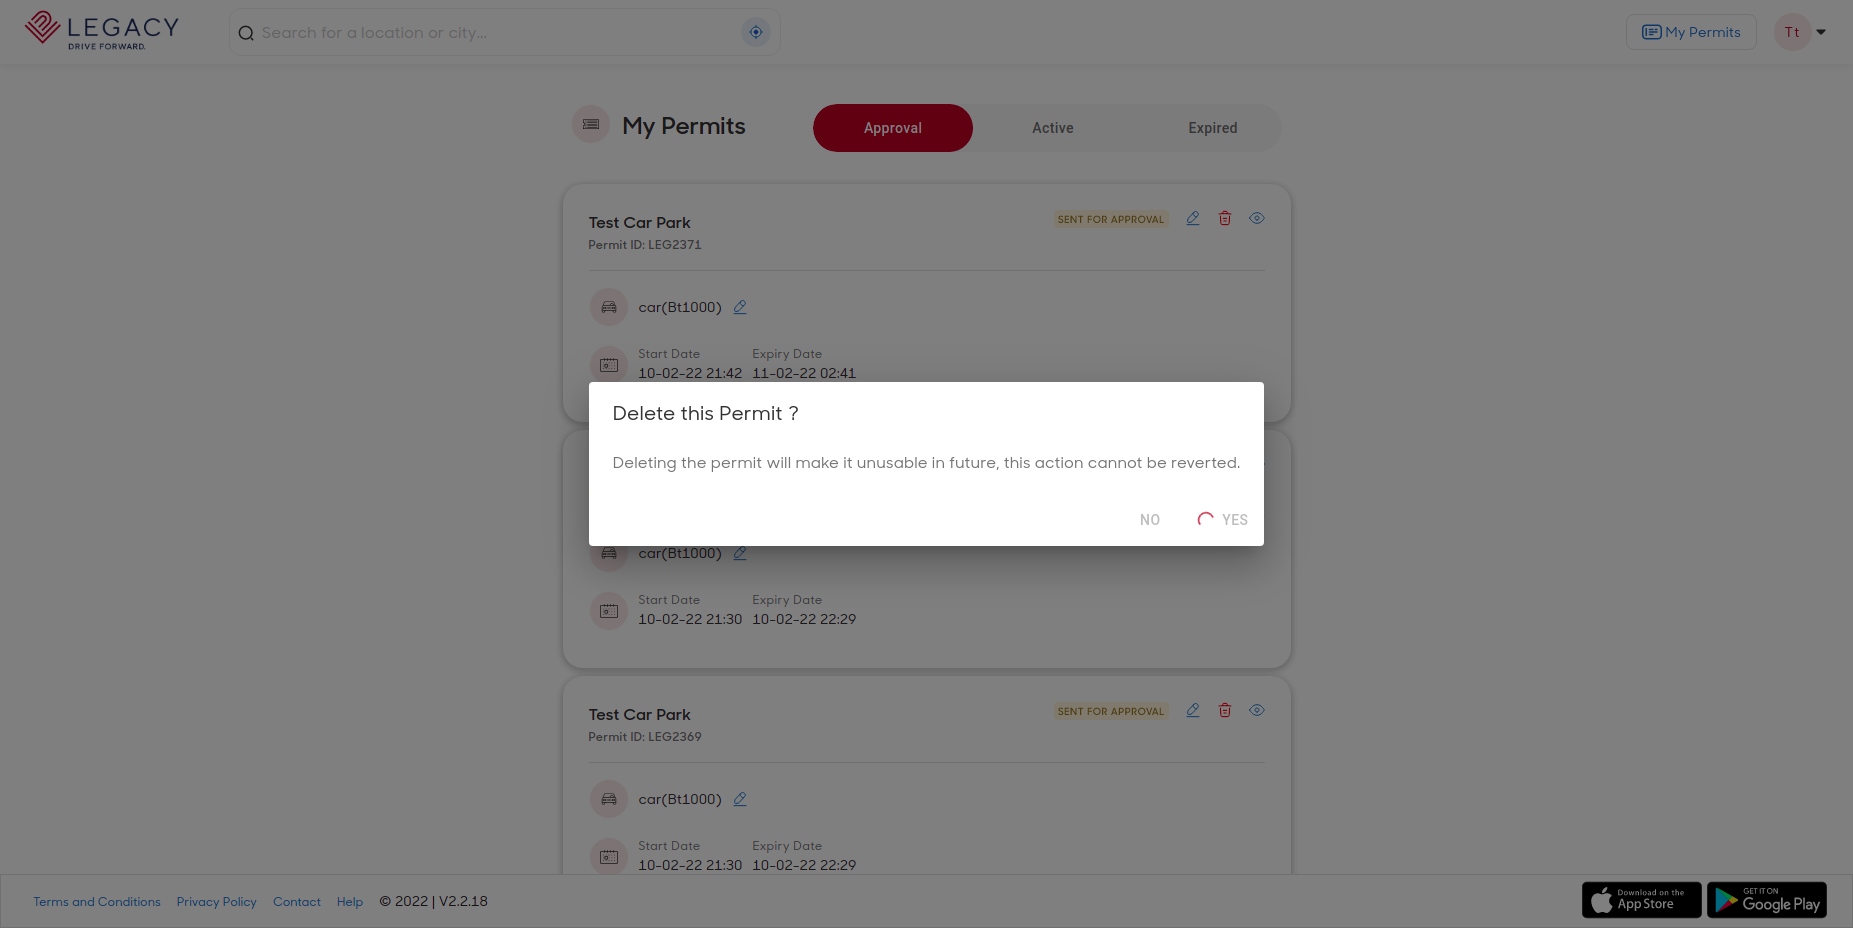 LEGACY
DRIVE FORWARD.
Search for a location or city...
My Permits
Tt
My Permits
Approval
Active
Expired
Test Car Park
SENT FOR APPROVAL
Permit ID: LEG2371
car(Bt1000)
Start Date Expiry Date
10-02-22 21:42 11-02-22 02:41
Delete this Permit ?
Deleting the permit will make it unusable in future, this action cannot be reverted.
NO
YES
car(Bt1000)
Start Date Expiry Date
10-02-22 21:30 10-02-22 22:29
Test Car Park
SENT FOR APPROVAL
Permit ID: LEG2369
car(Bt1000)
Start Date Expiry Date
10-02-22 21:30 10-02-22 22:29
Terms and Conditions Privacy Policy Contact Help © 2022 | V2.2.18
Download on the
App Store
GET IT ON
Google Play